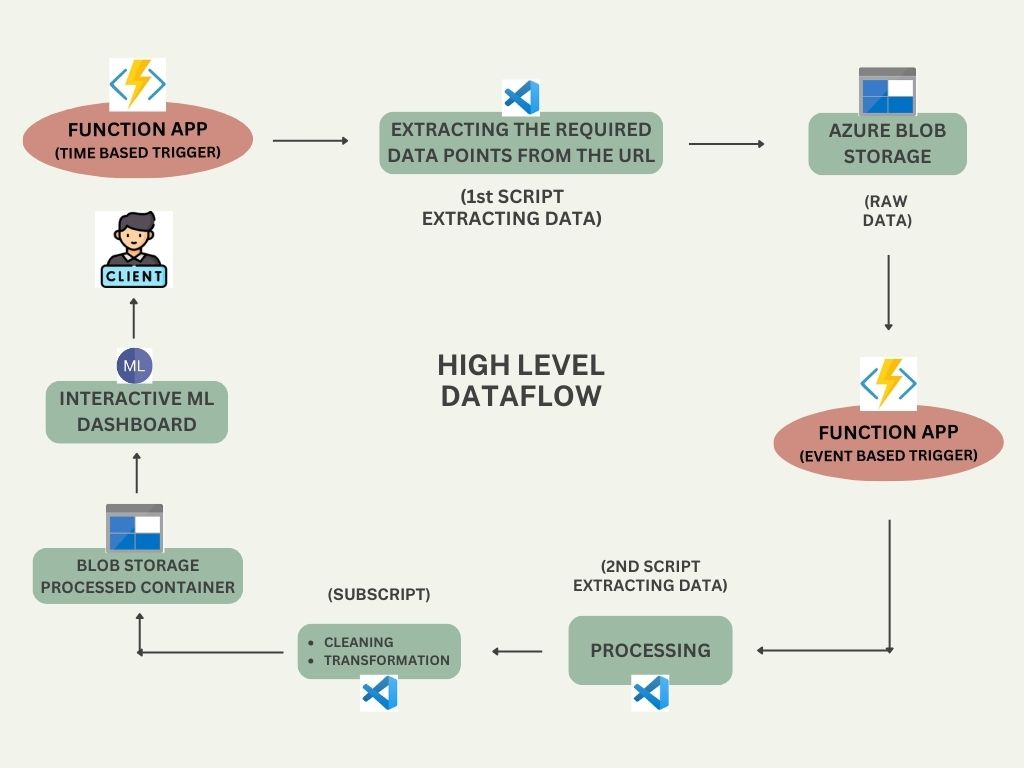 FUNCTION APP
(TIME BASED TRIGGER)
EXTRACTING THE REQUIRED
DATA POINTS FROM THE URL
(1st SCRIPT
EXTRACTING DATA)
AZURE BLOB
STORAGE
(RAW
DATA)
CLIENT
HIGH LEVEL
DATAFLOW
ML
INTERACTIVE ML
DASHBOARD
FUNCTION APP
(EVENT BASED TRIGGER)
BLOB STORAGE
PROCESSED CONTAINER
(SUBSCRIPT)
• CLEANING
• TRANSFORMATION
(2ND SCRIPT
EXTRACTING DATA)
PROCESSING